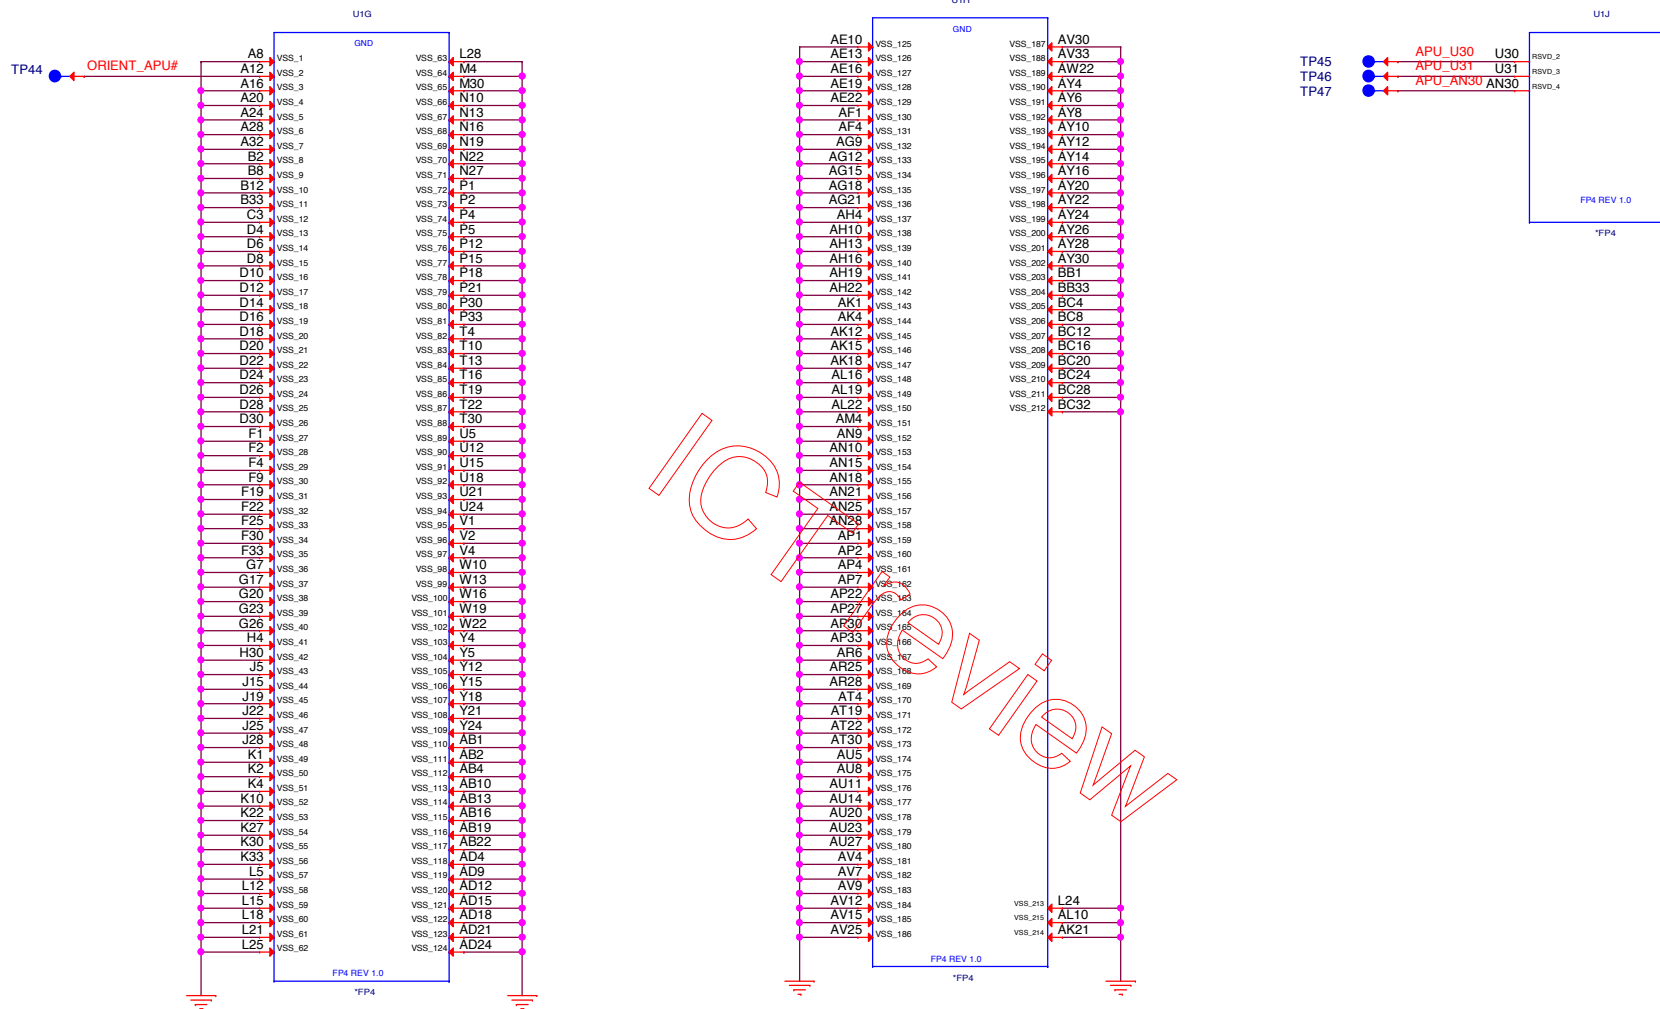 U1G
GND
TP44 ORIENT_APU#
A8 VSS_1 VSS_63 L28
A12 VSS_2 VSS_64 M4
A16 VSS_3 VSS_65 M30
A20 VSS_4 VSS_66 N10
A24 VSS_5 VSS_67 N13
A28 VSS_6 VSS_68 N16
A32 VSS_7 VSS_69 N19
B2 VSS_8 VSS_70 N22
B8 VSS_9 VSS_71 N27
B12 VSS_10 VSS_72 P1
B33 VSS_11 VSS_73 P2
C3 VSS_12 VSS_74 P4
D4 VSS_13 VSS_75 P5
D6 VSS_14 VSS_76 P12
D8 VSS_15 VSS_77 P15
D10 VSS_16 VSS_78 P18
D12 VSS_17 VSS_79 P21
D14 VSS_18 VSS_80 P30
D16 VSS_19 VSS_81 P33
D18 VSS_20 VSS_82 T4
D20 VSS_21 VSS_83 T10
D22 VSS_22 VSS_84 T13
D24 VSS_23 VSS_85 T16
D26 VSS_24 VSS_86 T19
D28 VSS_25 VSS_87 T22
D30 VSS_26 VSS_88 T30
F1 VSS_27 VSS_89 U5
F2 VSS_28 VSS_90 U12
F4 VSS_29 VSS_91 U15
F9 VSS_30 VSS_92 U18
F19 VSS_31 VSS_93 U21
F22 VSS_32 VSS_94 U24
F25 VSS_33 VSS_95 V1
F30 VSS_34 VSS_96 V2
F33 VSS_35 VSS_97 V4
G7 VSS_36 VSS_98 W10
G17 VSS_37 VSS_99 W13
G20 VSS_38 VSS_100 W16
G23 VSS_39 VSS_101 W19
G26 VSS_40 VSS_102 W22
H4 VSS_41 VSS_103 Y4
H30 VSS_42 VSS_104 Y5
J5 VSS_43 VSS_105 Y12
J15 VSS_44 VSS_106 Y15
J19 VSS_45 VSS_107 Y18
J22 VSS_46 VSS_108 Y21
J25 VSS_47 VSS_109 Y24
J28 VSS_48 VSS_110 AB1
K1 VSS_49 VSS_111 AB2
K2 VSS_50 VSS_112 AB4
K4 VSS_51 VSS_113 AB10
K10 VSS_52 VSS_114 AB13
K22 VSS_53 VSS_115 AB16
K27 VSS_54 VSS_116 AB19
K30 VSS_55 VSS_117 AB22
K33 VSS_56 VSS_118 AD4
L5 VSS_57 VSS_119 AD9
L12 VSS_58 VSS_120 AD12
L15 VSS_59 VSS_121 AD15
L18 VSS_60 VSS_122 AD18
L21 VSS_61 VSS_123 AD21
L25 VSS_62 VSS_124 AD24
FP4 REV 1.0
*FP4
GND
AE10 VSS_125 VSS_187 AV30
AE13 VSS_126 VSS_188 AV33
AE16 VSS_127 VSS_189 AW22
AE19 VSS_128 VSS_190 AY4
AE22 VSS_129 VSS_191 AY6
AF1 VSS_130 VSS_192 AY8
AF4 VSS_131 VSS_193 AY10
AG9 VSS_132 VSS_194 AY12
AG12 VSS_133 VSS_195 AY14
AG15 VSS_134 VSS_196 AY16
AG18 VSS_135 VSS_197 AY20
AG21 VSS_136 VSS_198 AY22
AH4 VSS_137 VSS_199 AY24
AH10 VSS_138 VSS_200 AY26
AH13 VSS_139 VSS_201 AY28
AH16 VSS_140 VSS_202 AY30
AH19 VSS_141 VSS_203 BB1
AH22 VSS_142 VSS_204 BB33
AK1 VSS_143 VSS_205 BC4
AK4 VSS_144 VSS_206 BC8
AK12 VSS_145 VSS_207 BC12
AK15 VSS_146 VSS_208 BC16
AK18 VSS_147 VSS_209 BC20
AL16 VSS_148 VSS_210 BC24
AL19 VSS_149 VSS_211 BC28
AL22 VSS_150 VSS_212 BC32
AM4 VSS_151
AN9 VSS_152
AN10 VSS_153
AN15 VSS_154
AN18 VSS_155
AN21 VSS_156
AN25 VSS_157
AN28 VSS_158
AP1 VSS_159
AP2 VSS_160
AP4 VSS_161
AP7 VSS_162
AP22 VSS_163
AP27 VSS_164
AP30 VSS_165
AP33 VSS_166
AR6 VSS_167
AR25 VSS_168
AR28 VSS_169
AT4 VSS_170
AT19 VSS_171
AT22 VSS_172
AT30 VSS_173
AU5 VSS_174
AU8 VSS_175
AU11 VSS_176
AU14 VSS_177
AU20 VSS_178
AU23 VSS_179
AU27 VSS_180
AV4 VSS_181
AV7 VSS_182
AV9 VSS_183
AV12 VSS_184 VSS_213 L24
AV15 VSS_185 VSS_215 AL10
AV25 VSS_186 VSS_214 AK21
FP4 REV 1.0
*FP4
U1J
TP45 APU_U30 U30 RSVD_2
TP46 APU_U31 U31 RSVD_3
TP47 APU_AN30 AN30 RSVD_4
FP4 REV 1.0
*FP4